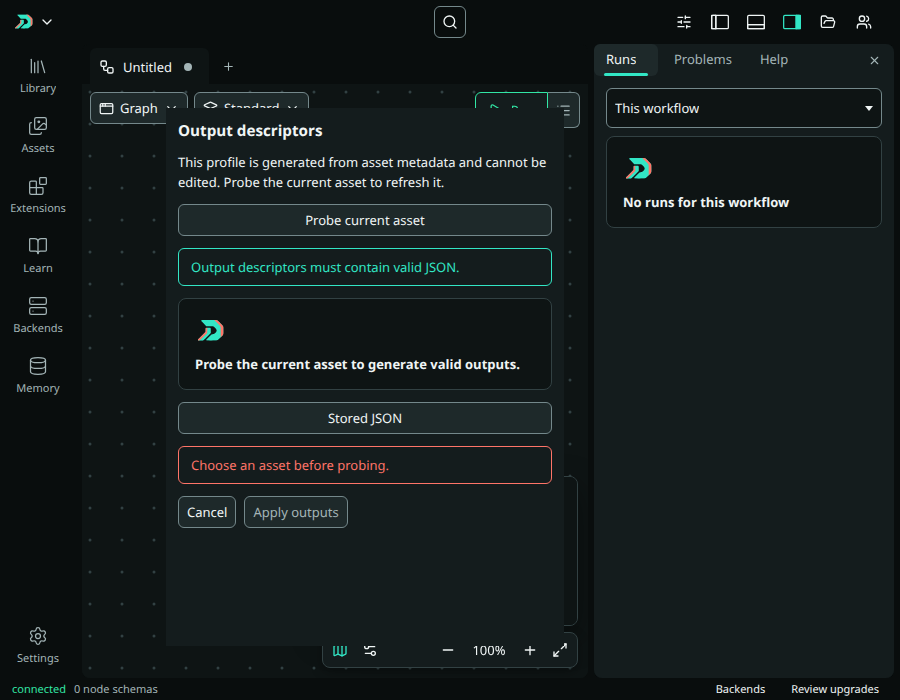 Untitled
Runs
Problems
Help
Library
Assets
Extensions
Learn
Backends
Memory
Settings
Graph
Standard
Output descriptors
This profile is generated from asset metadata and cannot be
edited. Probe the current asset to refresh it.
Probe current asset
Output descriptors must contain valid JSON.
Probe the current asset to generate valid outputs.
Stored JSON
Choose an asset before probing.
Cancel
Apply outputs
100%
This workflow
No runs for this workflow
connected
0 node schemas
Backends
Review upgrades